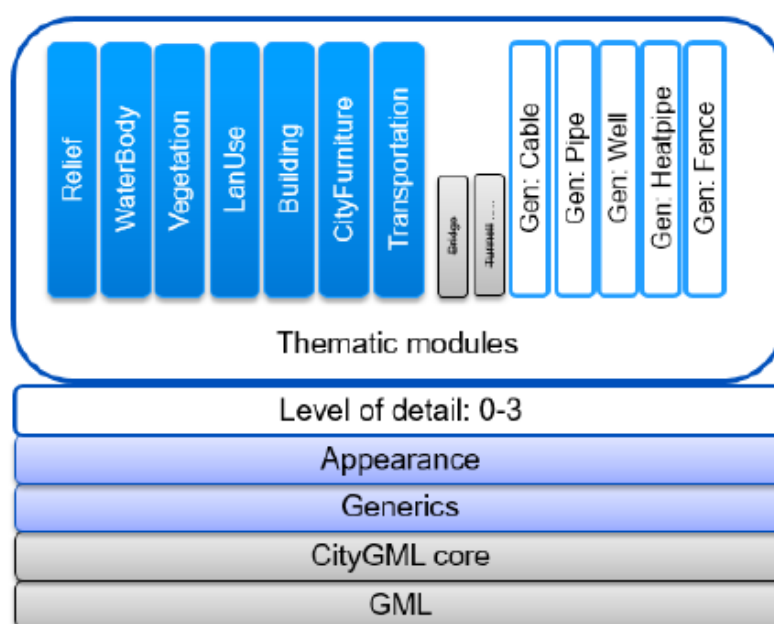 Relief
WaterBody
Vegetation
LanUse
Building
CityFurniture
Transportation
Bridge
Tunnell ....
Gen: Cable
Gen: Pipe
Gen: Well
Gen: Heatpipe
Gen: Fence
Thematic modules
Level of detail: 0-3
Appearance
Generics
CityGML core
GML